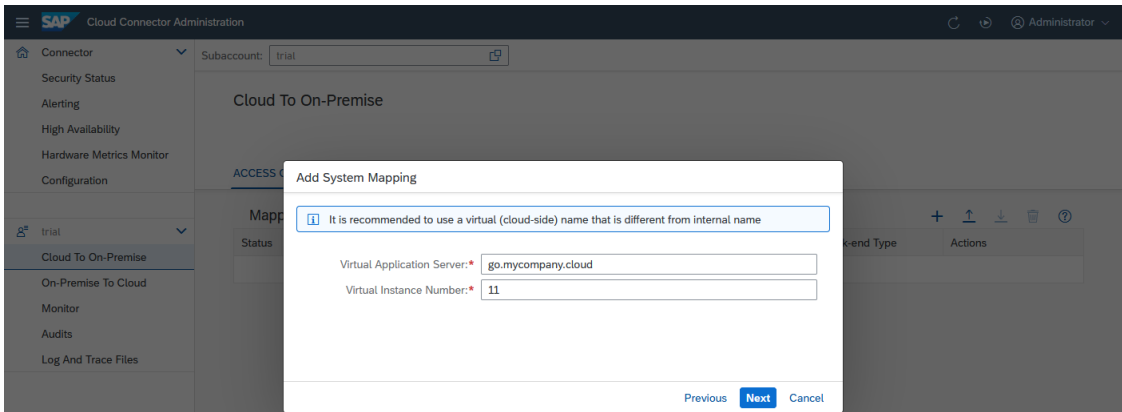 SAP Cloud Connector Administration
Administrator
Connector
Security Status
Alerting
High Availability
Hardware Metrics Monitor
Configuration
trial
Cloud To On-Premise
On-Premise To Cloud
Monitor
Audits
Log And Trace Files
Subaccount: trial
Cloud To On-Premise
ACCESS
Mapp
Status
k-end Type
Actions
Add System Mapping
It is recommended to use a virtual (cloud-side) name that is different from internal name
Virtual Application Server:* go.mycompany.cloud
Virtual Instance Number:* 11
Previous Next Cancel